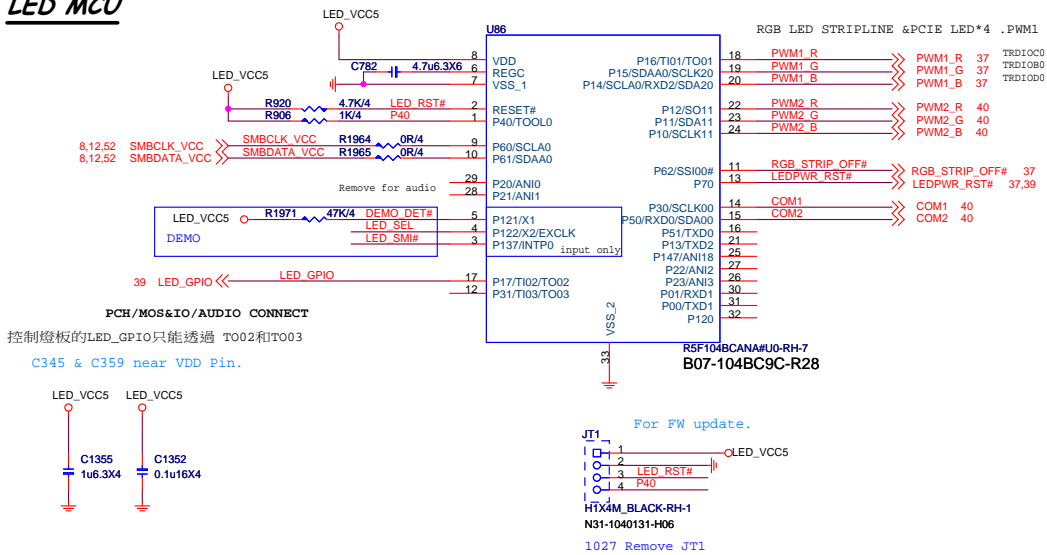 LED MCU
LED_VCC5
U86
RGB LED STRIPLINE &PCIE LED*4 .PWM1
C782 4.7u6.3X6
LED_VCC5
8 VDD
6 REGC
7 VSS_1
R920 4.7K/4 LED_RST# 2 RESET#
R906 1K/4 P40 1 P40/TOOL0
8,12,52 SMBCLK_VCC SMBCLK_VCC R1964 0R/4 9 P60/SCLA0
8,12,52 SMBDATA_VCC SMBDATA_VCC R1965 0R/4 10 P61/SDAA0
Remove for audio
29 P20/ANI0
28 P21/ANI1
LED_VCC5 R1971 47K/4 DEMO_DET# 5 P121/X1
DEMO LED_SEL 4 P122/X2/EXCLK
LED_SMI# 3 P137/INTP0 input only
39 LED_GPIO LED_GPIO 17 P17/TI02/TO02
12 P31/TI03/TO03
P16/TI01/TO01 18 PWM1_R PWM1_R 37 TRDIOC0
P15/SDAA0/SCLK20 19 PWM1_G PWM1_G 37 TRDIOB0
P14/SCLA0/RXD2/SDA20 20 PWM1_B PWM1_B 37 TRDIOD0
P12/SO11 22 PWM2_R PWM2_R 40
P11/SDA11 23 PWM2_G PWM2_G 40
P10/SCLK11 24 PWM2_B PWM2_B 40
P62/SSI00# 11 RGB_STRIP_OFF# RGB_STRIP_OFF# 37
P70 13 LEDPWR_RST# LEDPWR_RST# 37,39
P30/SCLK00 14 COM1 COM1 40
P50/RXD0/SDA00 15 COM2 COM2 40
P51/TXD0 16
P13/TXD2 21
P147/ANI18 25
P22/ANI2 27
P23/ANI3 26
P01/RXD1 30
P00/TXD1 31
P120 32
VSS_2
33
R5F104BCANA#U0-RH-7
B07-104BC9C-R28
PCH/MOS&IO/AUDIO CONNECT
控制燈板的LED_GPIO只能透過 TO02和TO03
C345 & C359 near VDD Pin.
LED_VCC5 LED_VCC5
C1355
1u6.3X4
C1352
0.1u16X4
For FW update.
JT1
1 LED_VCC5
2
3 LED_RST#
4 P40
H1X4M_BLACK-RH-1
N31-1040131-H06
1027 Remove JT1